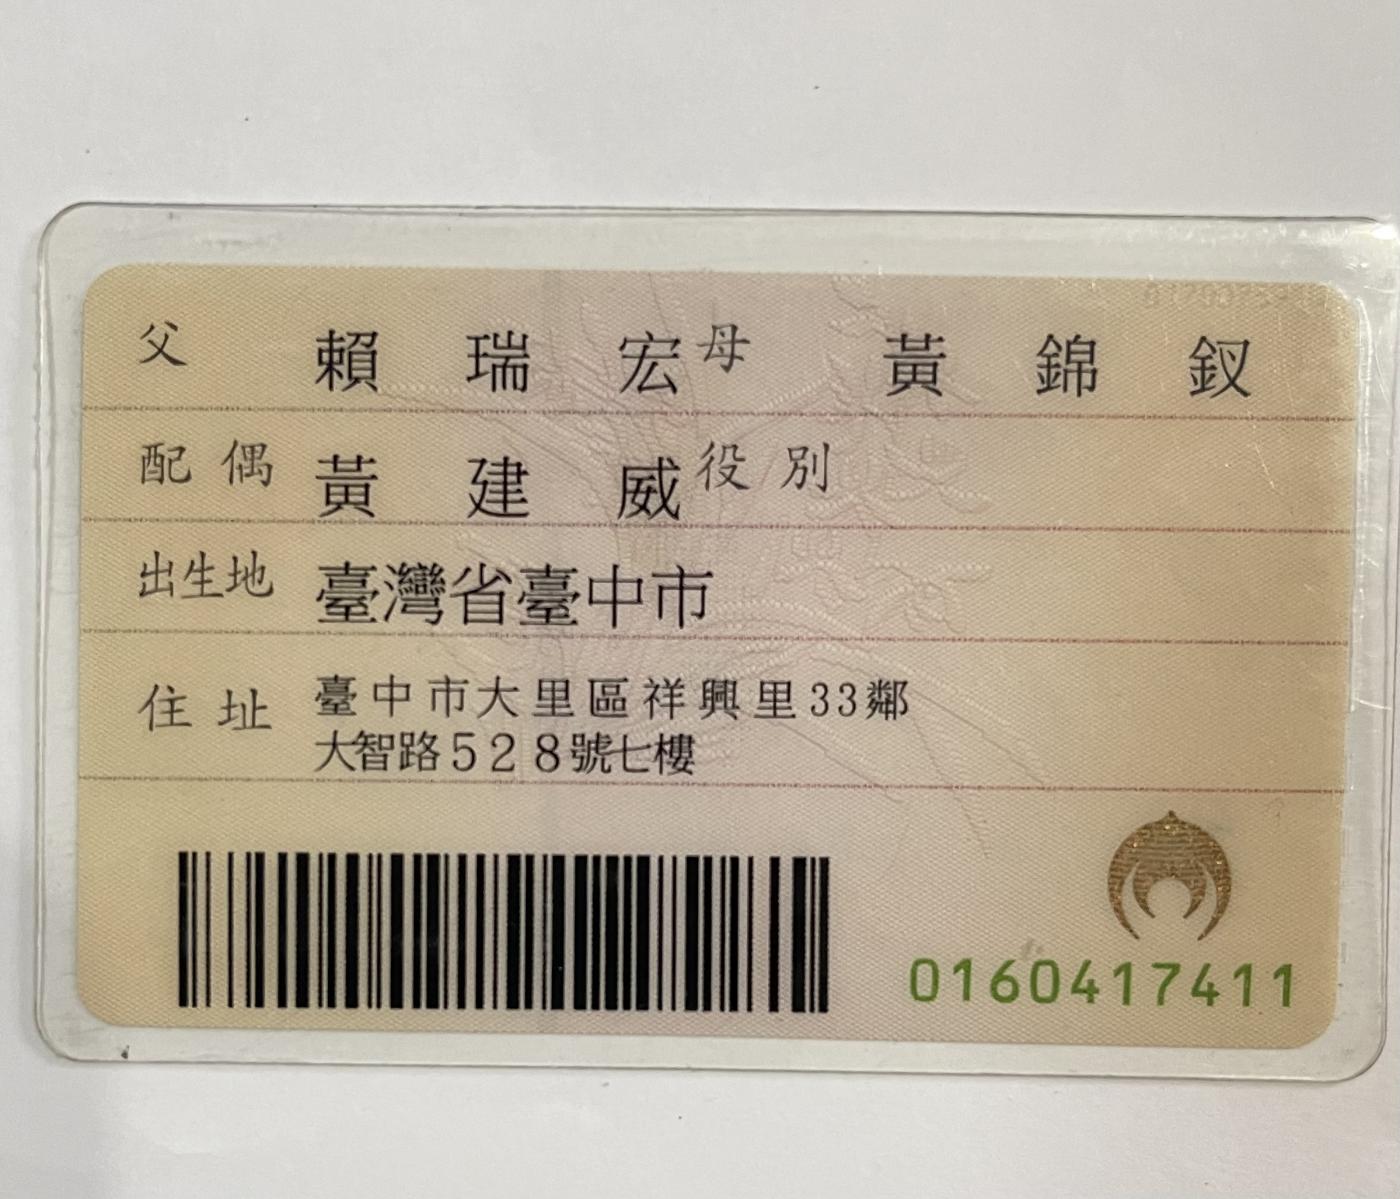 父 賴瑞宏 母 黃錦釵
配偶 黃建威 役別
出生地 臺灣省臺中市
住址 臺中市大里區祥興里33鄰
大智路528號七樓
0160417411